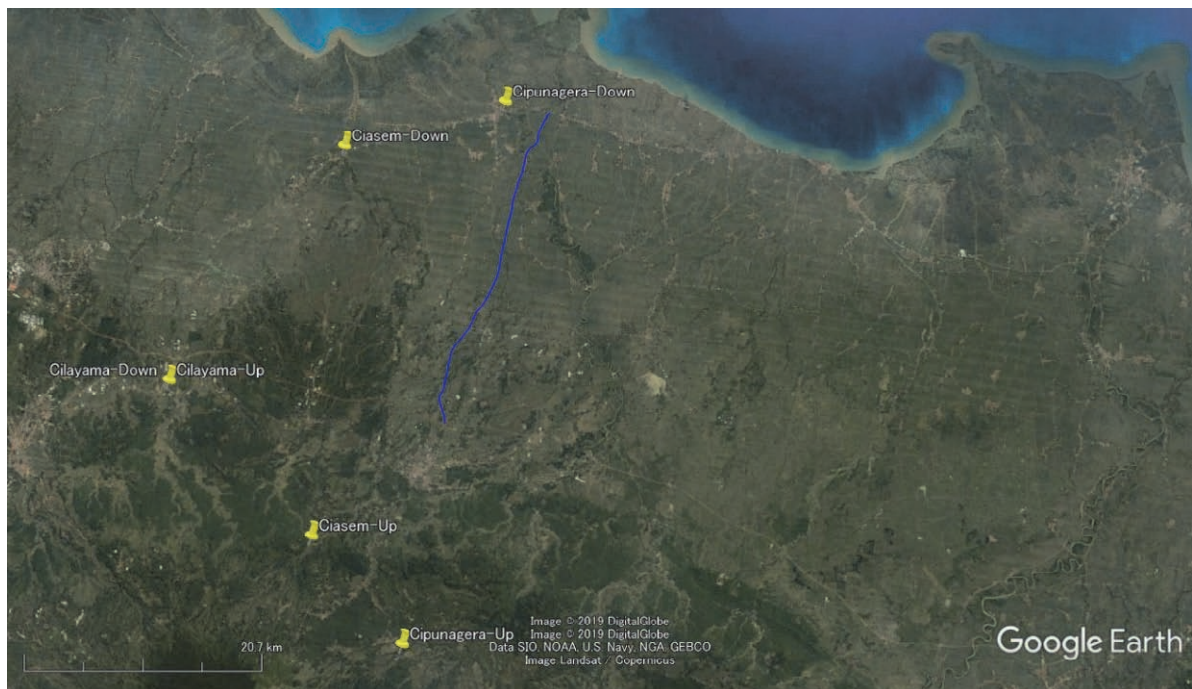 Cipunagera-Down
Ciasem-Down
Cilayama-Down Cilayama-Up
Ciasem-Up
Cipunagera-Up
20.7 km
Image © 2019 DigitalGlobe
Image © 2019 DigitalGlobe
Data SIO, NOAA, U.S. Navy, NGA, GEBCO
Image Landsat / Copernicus
Google Earth